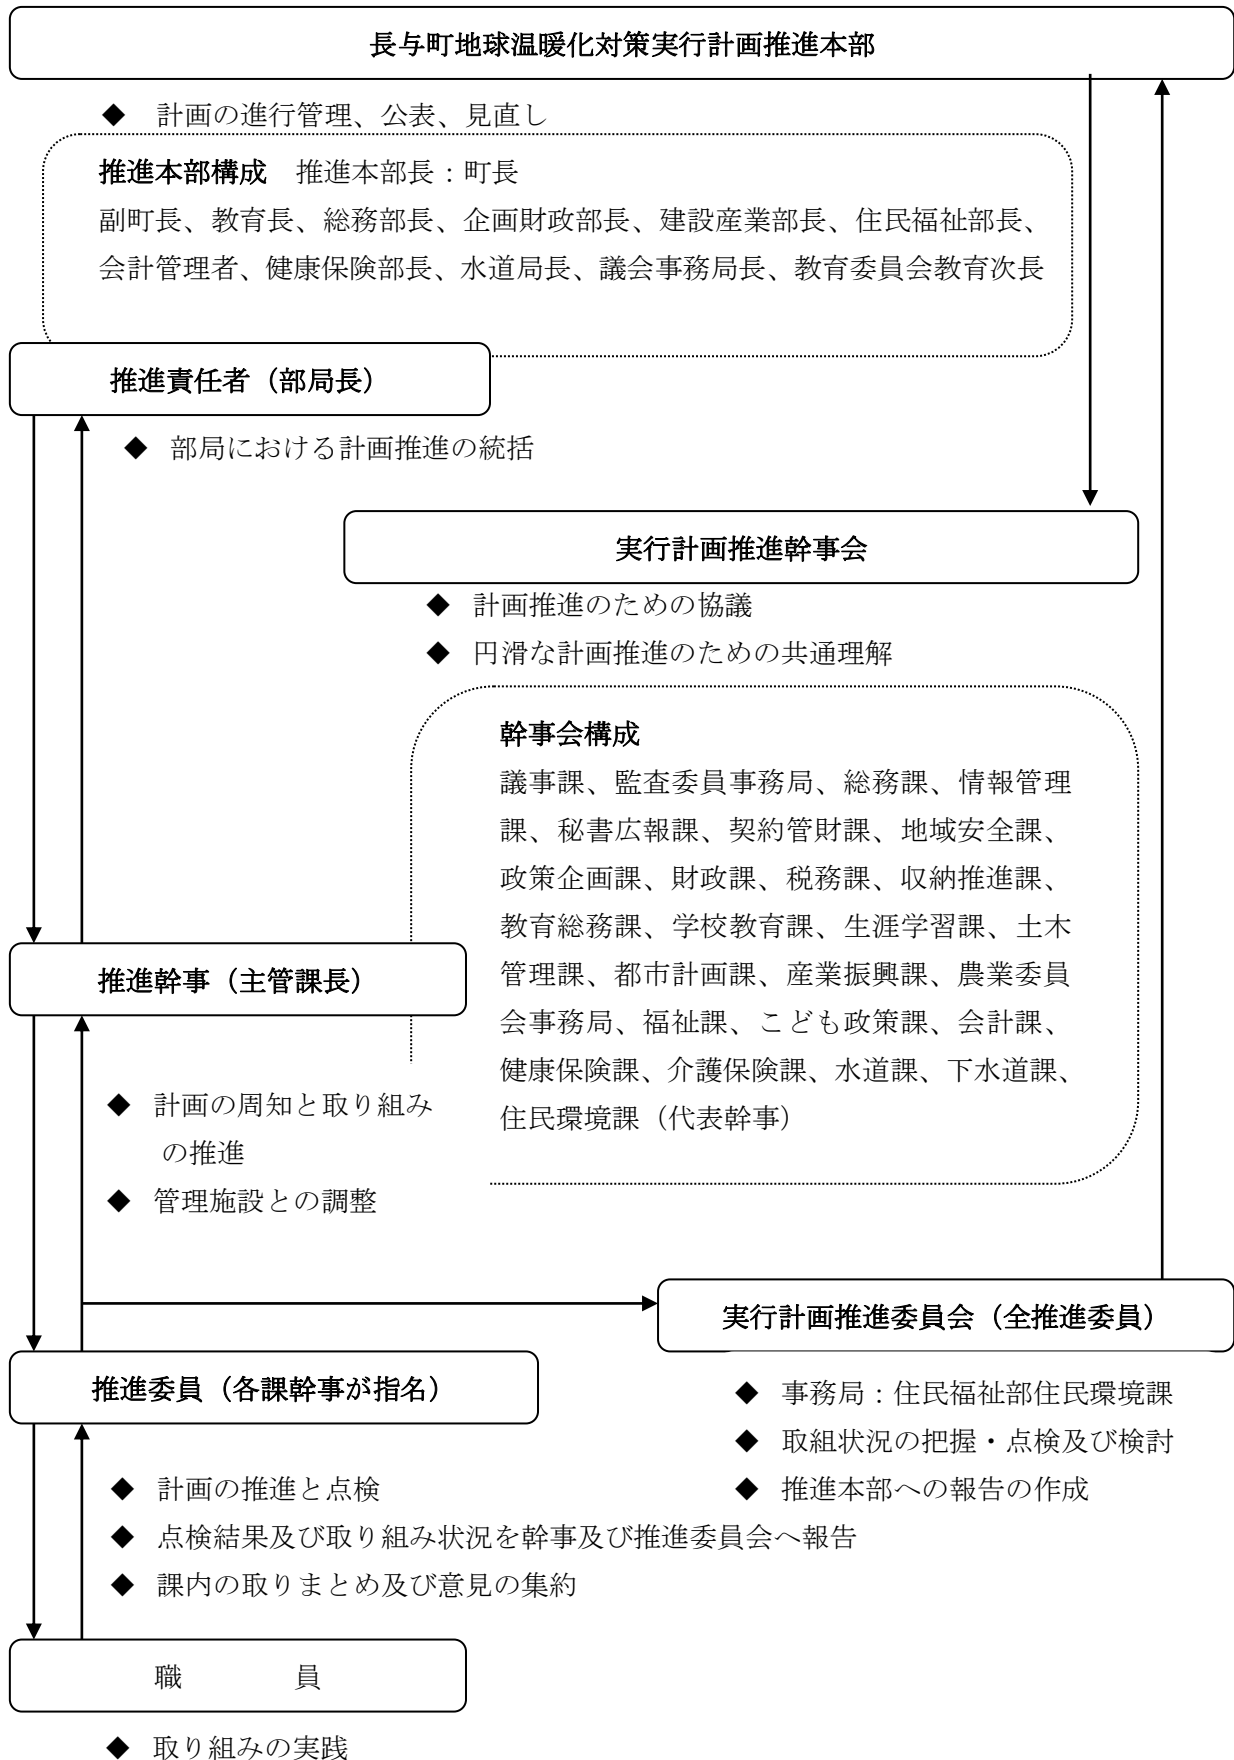 長与町地球温暖化対策実行計画推進本部
◆ 計画の進行管理、公表、見直し
推進本部構成 推進本部長:町長
副町長、教育長、総務部長、企画財政部長、建設産業部長、住民福祉部長、
会計管理者、健康保険部長、水道局長、議会事務局長、教育委員会教育次長
推進責任者(部局長)
◆ 部局における計画推進の統括
実行計画推進幹事会
◆ 計画推進のための協議
◆ 円滑な計画推進のための共通理解
幹事会構成
議事課、監査委員事務局、総務課、情報管理
課、秘書広報課、契約管財課、地域安全課、
政策企画課、財政課、税務課、収納推進課、
教育総務課、学校教育課、生涯学習課、土木
管理課、都市計画課、産業振興課、農業委員
会事務局、福祉課、こども政策課、会計課、
健康保険課、介護保険課、水道課、下水道課、
住民環境課(代表幹事)
推進幹事(主管課長)
◆ 計画の周知と取り組み
の推進
◆ 管理施設との調整
実行計画推進委員会(全推進委員)
◆ 事務局:住民福祉部住民環境課
◆ 取組状況の把握・点検及び検討
◆ 推進本部への報告の作成
推進委員(各課幹事が指名)
◆ 計画の推進と点検
◆ 点検結果及び取り組み状況を幹事及び推進委員会へ報告
◆ 課内の取りまとめ及び意見の集約
職 員
◆ 取り組みの実践